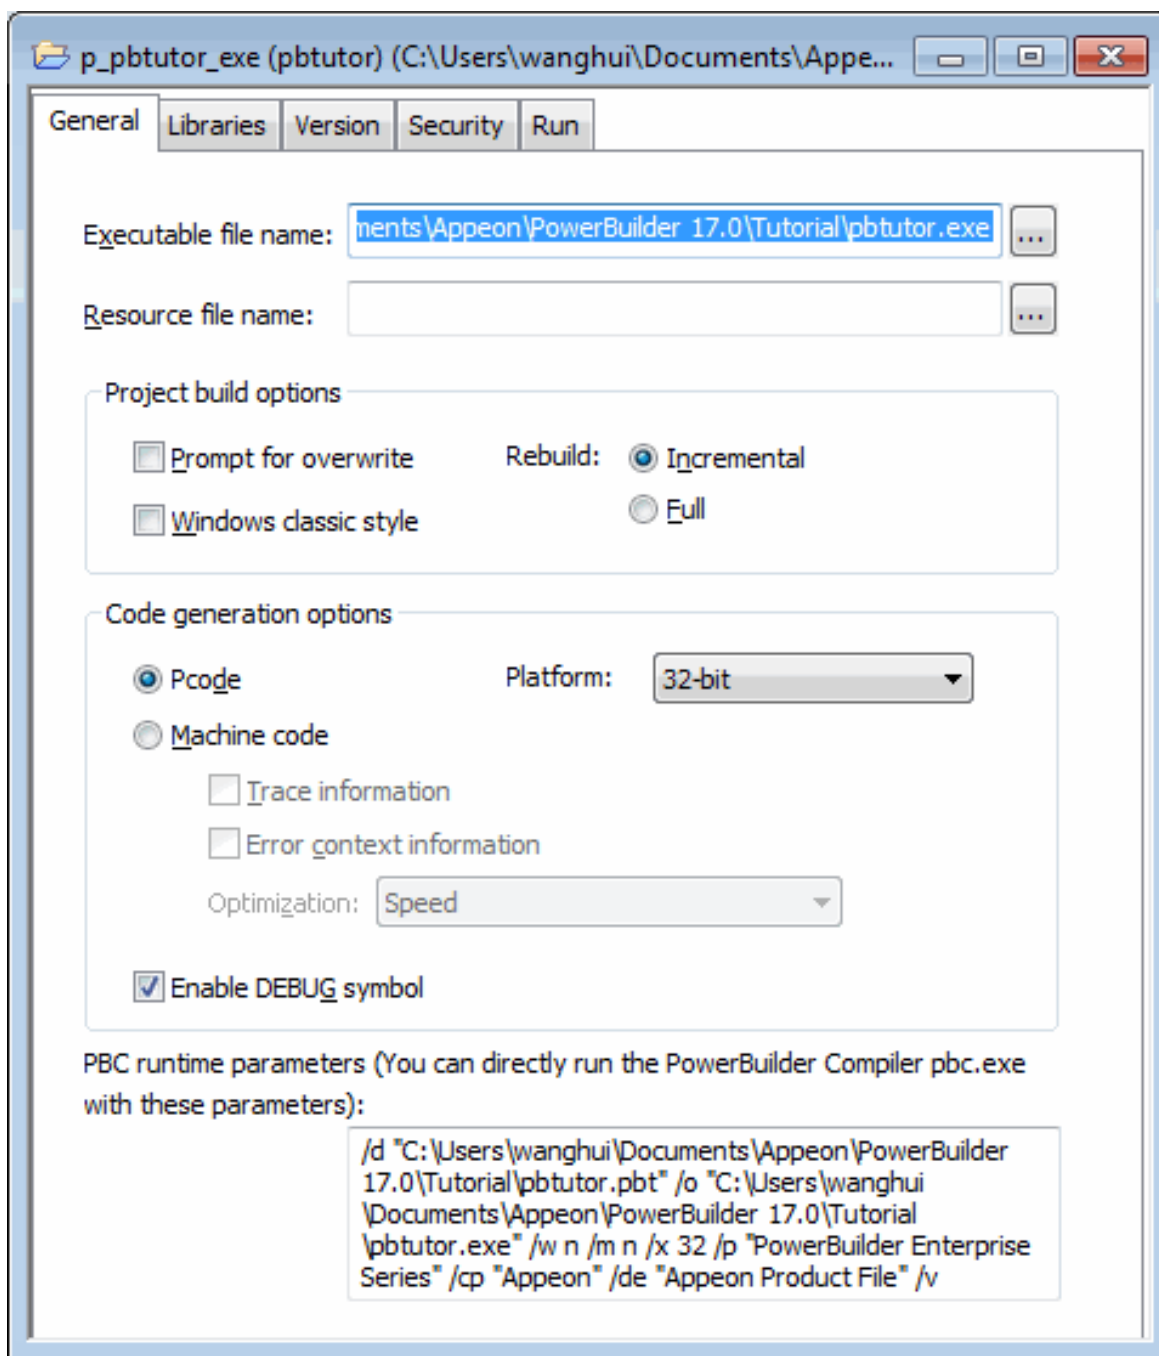 p_pbtutor_exe (pbtutor) (C:\Users\wanghui\Documents\Appe...
General Libraries Version Security Run
Executable file name: ments\Appeon\PowerBuilder 17.0\Tutorial\pbtutor.exe ...
Resource file name: ...
Project build options
Prompt for overwrite Rebuild: Incremental
Windows classic style Full
Code generation options
Pcode Platform: 32-bit
Machine code
Trace information
Error context information
Optimization: Speed
Enable DEBUG symbol
PBC runtime parameters (You can directly run the PowerBuilder Compiler pbc.exe
with these parameters):
/d "C:\Users\wanghui\Documents\Appeon\PowerBuilder
17.0\Tutorial\pbtutor.pbt" /o "C:\Users\wanghui
\Documents\Appeon\PowerBuilder 17.0\Tutorial
\pbtutor.exe" /w n /m n /x 32 /p "PowerBuilder Enterprise
Series" /cp "Appeon" /de "Appeon Product File" /v